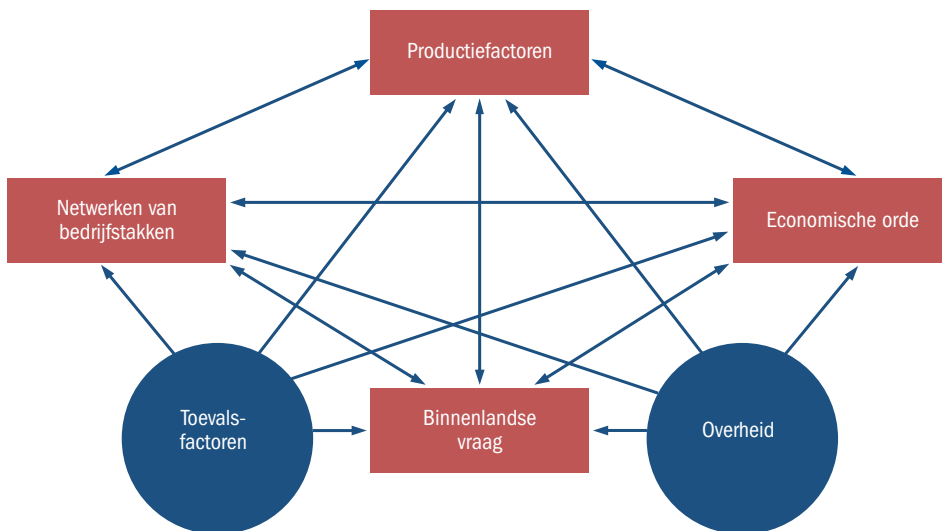 Productiefactoren
Netwerken van
bedrijfstakken
Economische orde
Toevals-
factoren
Binnenlandse
vraag
Overheid